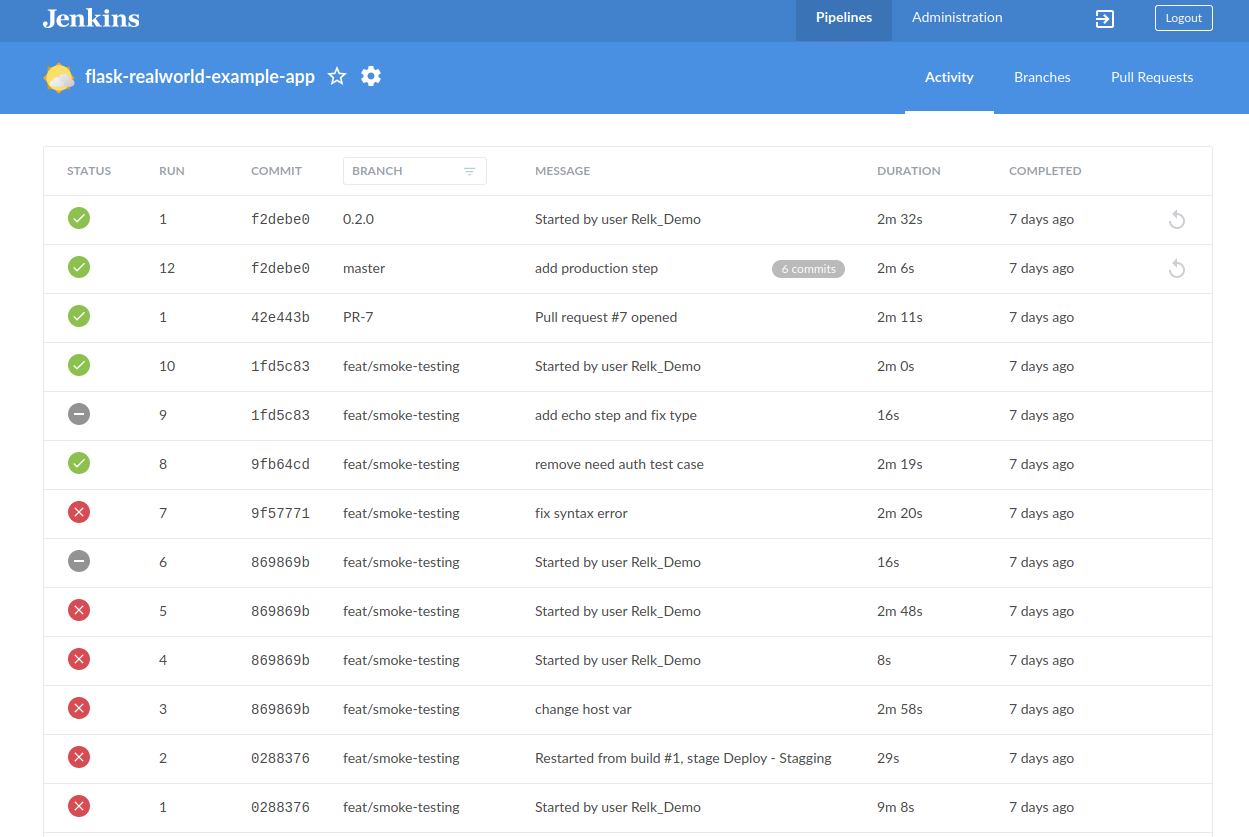 Jenkins Pipelines Administration Logout
flask-realworld-example-app Activity Branches Pull Requests
STATUS RUN COMMIT BRANCH MESSAGE DURATION COMPLETED
1 f2debe0 0.2.0 Started by user Relk_Demo 2m 32s 7 days ago
12 f2debe0 master add production step 6 commits 2m 6s 7 days ago
1 42e443b PR-7 Pull request #7 opened 2m 11s 7 days ago
10 1fd5c83 feat/smoke-testing Started by user Relk_Demo 2m 0s 7 days ago
9 1fd5c83 feat/smoke-testing add echo step and fix type 16s 7 days ago
8 9fb64cd feat/smoke-testing remove need auth test case 2m 19s 7 days ago
7 9f57771 feat/smoke-testing fix syntax error 2m 20s 7 days ago
6 869869b feat/smoke-testing Started by user Relk_Demo 16s 7 days ago
5 869869b feat/smoke-testing Started by user Relk_Demo 2m 48s 7 days ago
4 869869b feat/smoke-testing Started by user Relk_Demo 8s 7 days ago
3 869869b feat/smoke-testing change host var 2m 58s 7 days ago
2 0288376 feat/smoke-testing Restarted from build #1, stage Deploy - Stagging 29s 7 days ago
1 0288376 feat/smoke-testing Started by user Relk_Demo 9m 8s 7 days ago